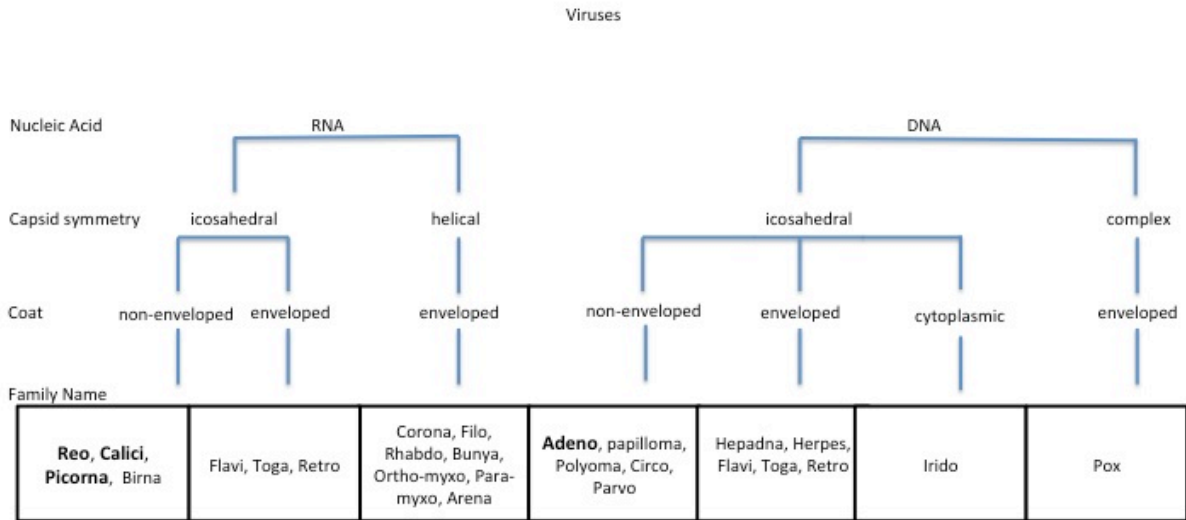 Viruses
Nucleic Acid RNA DNA
Capsid symmetry icosahedral helical icosahedral complex
Coat non-enveloped enveloped enveloped non-enveloped enveloped cytoplasmic enveloped
Family Name
Reo, Calici,
Picorna, Birna
Flavi, Toga, Retro
Corona, Filo,
Rhabdo, Bunya,
Ortho-myxo, Para-
myxo, Arena
Adeno, papilloma,
Polyoma, Circo,
Parvo
Hepadna, Herpes,
Flavi, Toga, Retro
Irido
Pox